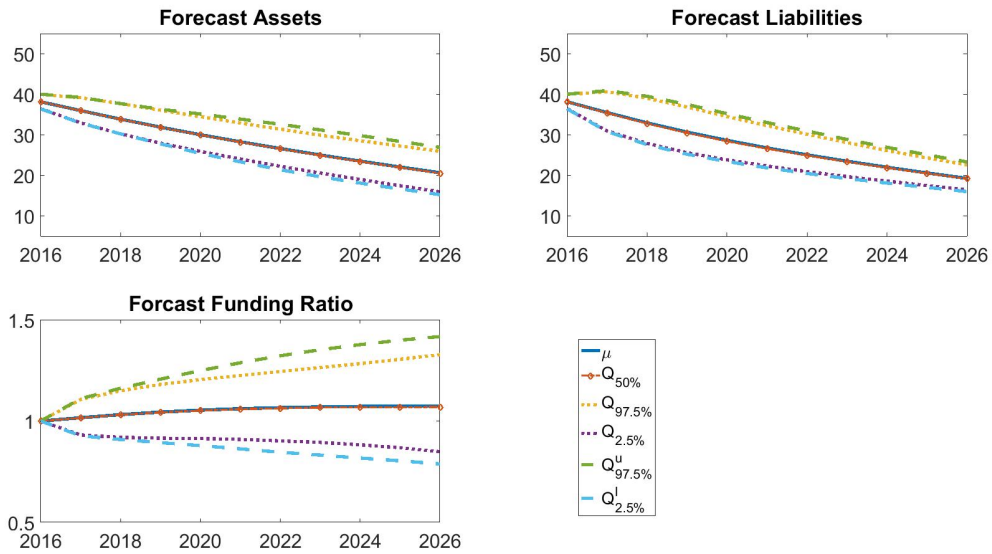 Forecast Assets
50
40
30
20
10
2016 2018 2020 2022 2024 2026
Forecast Liabilities
50
40
30
20
10
2016 2018 2020 2022 2024 2026
Forcast Funding Ratio
1.5
1
0.5
2016 2018 2020 2022 2024 2026
μ
Q50%
Q97.5%
Q2.5%
Qu97.5%
Ql2.5%